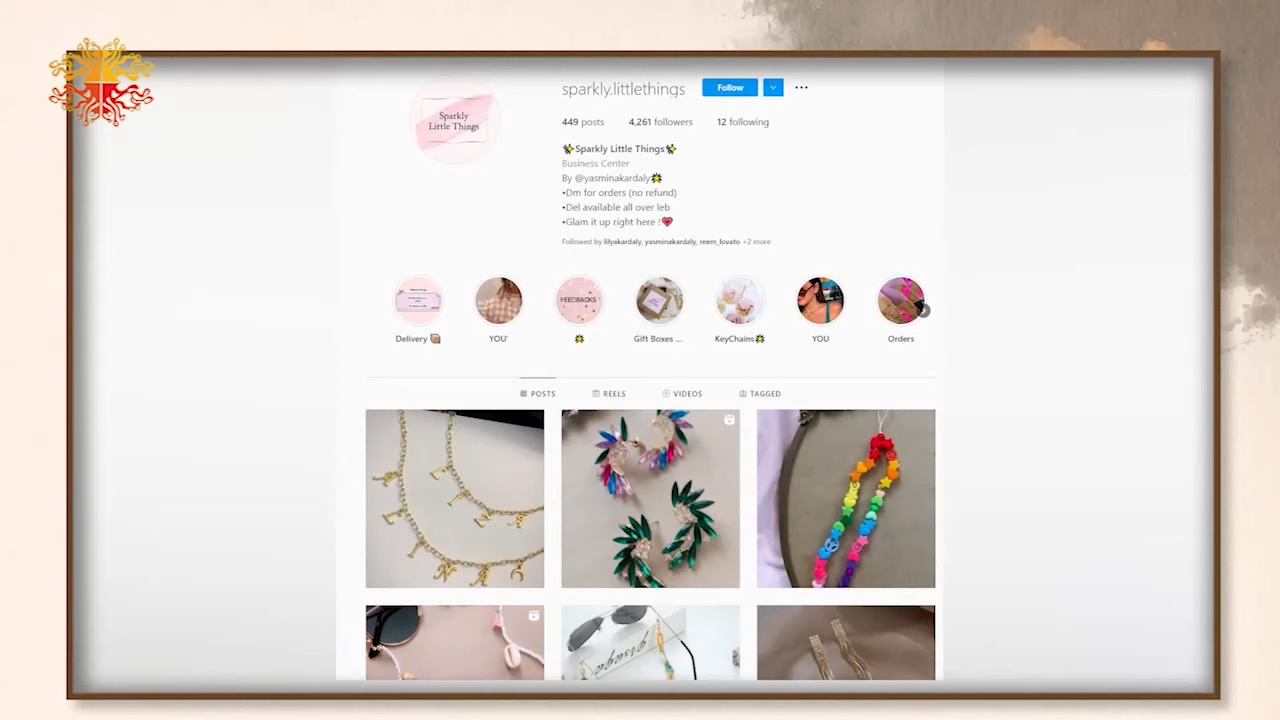 sparkly.littlethings
Follow
449 posts 4,261 followers 12 following
Sparkly
Little Things
✨Sparkly Little Things✨
Business Center
By @yasminakardaly
•Dm for orders (no refund)
•Del available all over leb
•Glam it up right here !💗
Followed by lilyakardaly, yasminakardaly, reem_lovato +2 more
FEEDBACKS
Delivery 📦 YOU' Gift Boxes ... KeyChains YOU Orders
POSTS REELS VIDEOS TAGGED